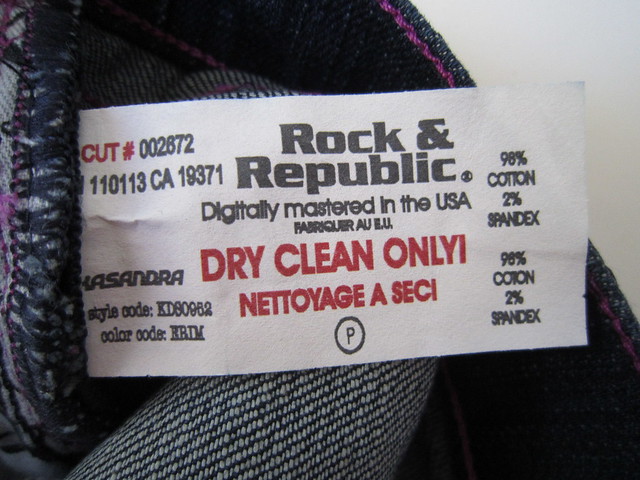 CUT # 002672
110113 CA 19371
Rock &
Republic®
Digitally mastered in the USA
FABRIQUER AU E.U.
DRY CLEAN ONLY!
NETTOYAGE A SEC!
P
KASANDRA
style code: KDS0952
color code: KRIM
98%
COTTON
2%
SPANDEX
98%
COTON
2%
SPANDEX